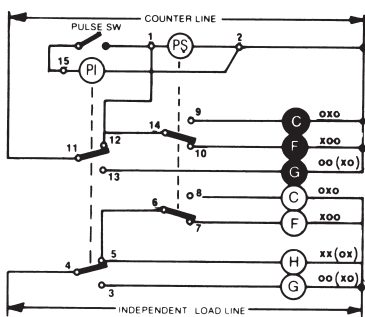 COUNTER LINE
PULSE SW
1
PS
2
15
PI
9
C
OXO
14
12
F
XOO
10
11
G
OO (XO)
13
8
C
OXO
6
F
XOO
7
5
H
XX (OX)
4
G
OO (XO)
3
INDEPENDENT LOAD LINE